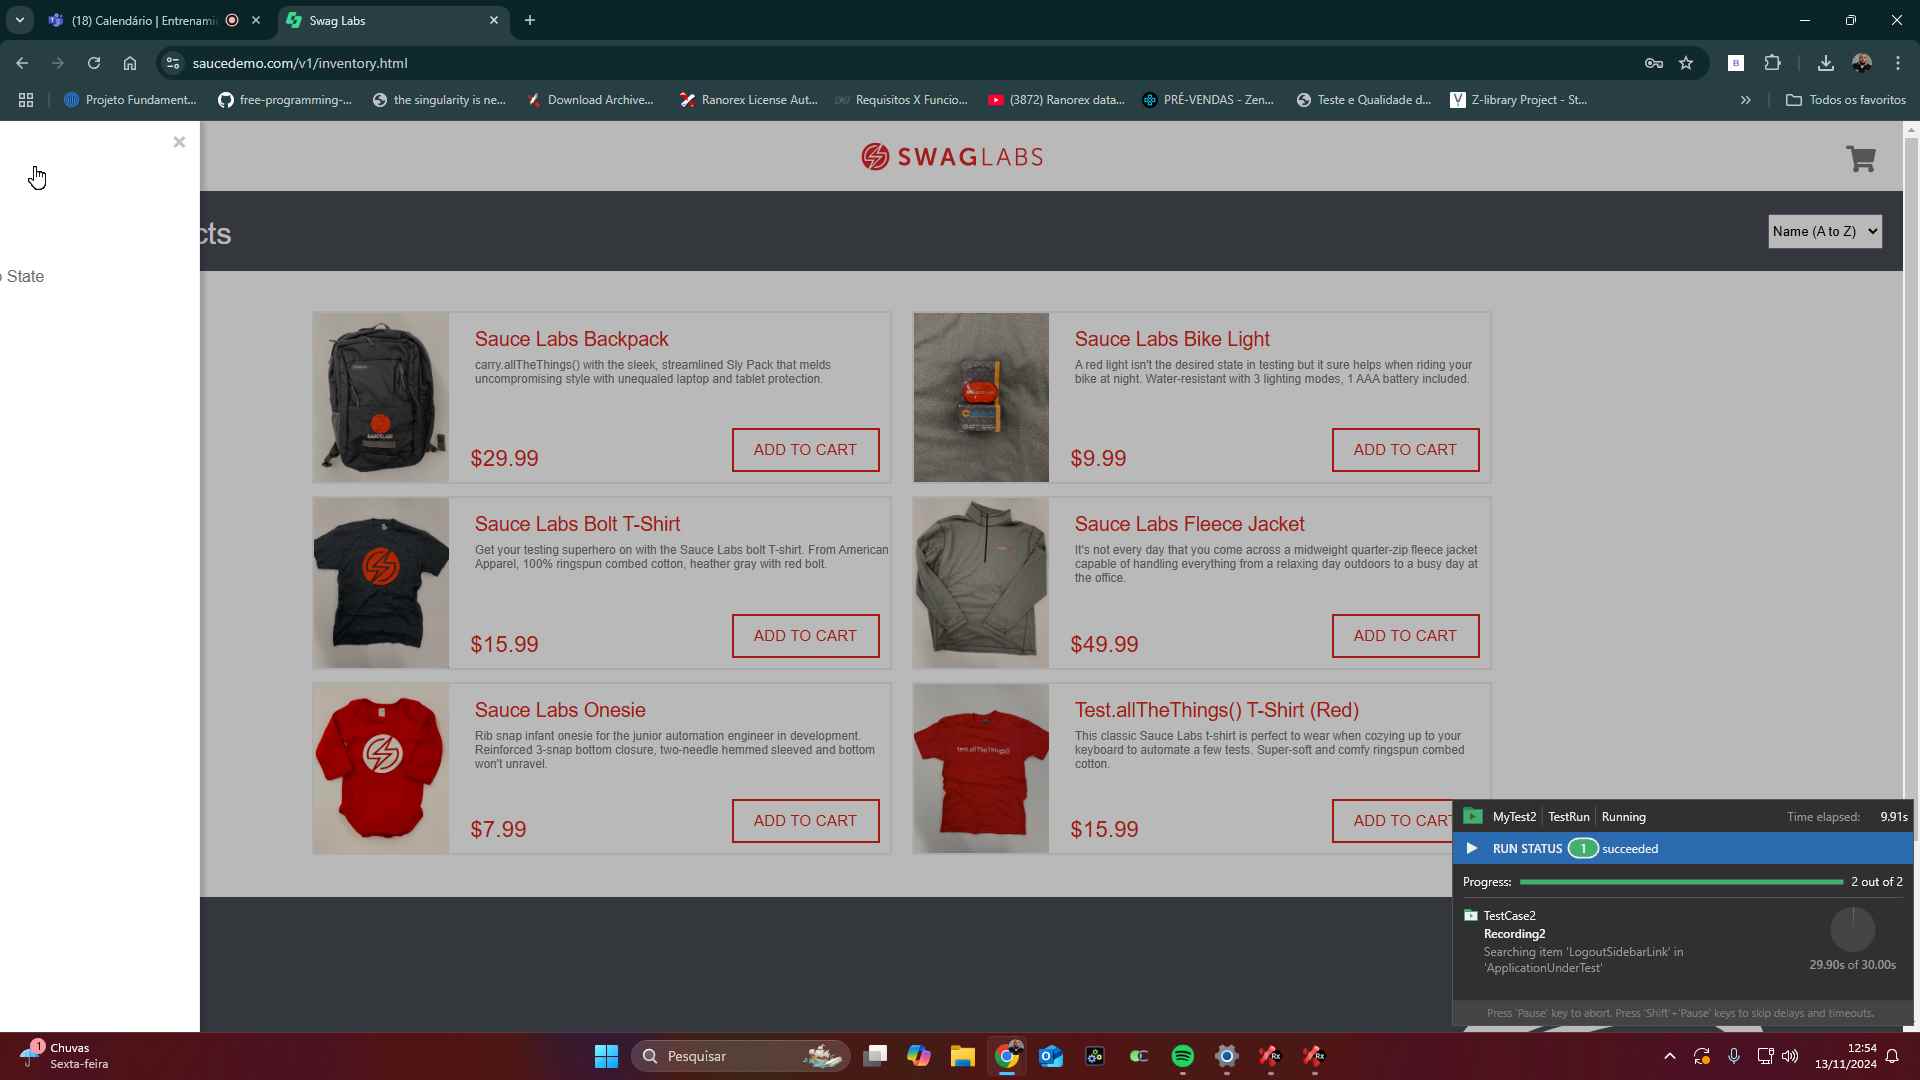 (18) Calendário | Entrenami
Swag Labs
saucedemo.com/v1/inventory.html
Projeto Fundament...
free-programming-...
the singularity is ne...
Download Archive...
Ranorex License Aut...
Requisitos X Funcio...
(3872) Ranorex data...
PRÉ-VENDAS - Zen...
Teste e Qualidade d...
Z-library Project - St...
Todos os favoritos
SWAGLABS
cts
Name (A to Z)
State
Sauce Labs Backpack
carry.allTheThings() with the sleek, streamlined Sly Pack that melds
uncompromising style with unequaled laptop and tablet protection.
$29.99
ADD TO CART
Sauce Labs Bike Light
A red light isn't the desired state in testing but it sure helps when riding your
bike at night. Water-resistant with 3 lighting modes, 1 AAA battery included.
$9.99
ADD TO CART
Sauce Labs Bolt T-Shirt
Get your testing superhero on with the Sauce Labs bolt T-shirt. From American
Apparel, 100% ringspun combed cotton, heather gray with red bolt.
$15.99
ADD TO CART
Sauce Labs Fleece Jacket
It's not every day that you come across a midweight quarter-zip fleece jacket
capable of handling everything from a relaxing day outdoors to a busy day at
the office.
$49.99
ADD TO CART
Sauce Labs Onesie
Rib snap infant onesie for the junior automation engineer in development.
Reinforced 3-snap bottom closure, two-needle hemmed sleeved and bottom
won't unravel.
$7.99
ADD TO CART
Test.allTheThings() T-Shirt (Red)
This classic Sauce Labs t-shirt is perfect to wear when cozying up to your
keyboard to automate a few tests. Super-soft and comfy ringspun combed
cotton.
$15.99
ADD TO CART
test.allTheThings()
MyTest2 TestRun Running
Time elapsed: 9.91s
RUN STATUS 1 succeeded
Progress: 2 out of 2
TestCase2
Recording2
Searching item 'LogoutSidebarLink' in
'ApplicationUnderTest'
29.90s of 30.00s
Press 'Pause' key to abort. Press 'Shift'+'Pause' keys to skip delays and timeouts.
1
Chuvas
Sexta-feira
Pesquisar
12:54
13/11/2024